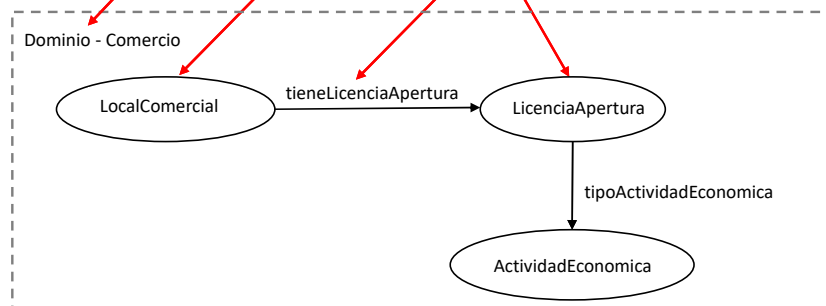 Dominio - Comercio
LocalComercial
tieneLicenciaApertura
LicenciaApertura
tipoActividadEconomica
ActividadEconomica